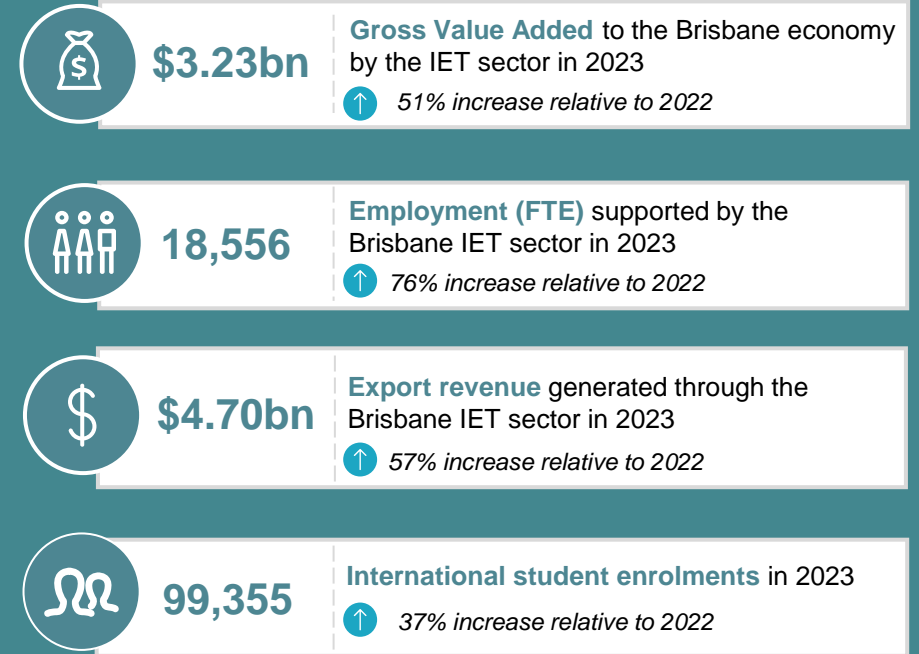 $3.23bn
Gross Value Added to the Brisbane economy
by the IET sector in 2023
51% increase relative to 2022
18,556
Employment (FTE) supported by the
Brisbane IET sector in 2023
76% increase relative to 2022
$4.70bn
Export revenue generated through the
Brisbane IET sector in 2023
57% increase relative to 2022
99,355
International student enrolments in 2023
37% increase relative to 2022